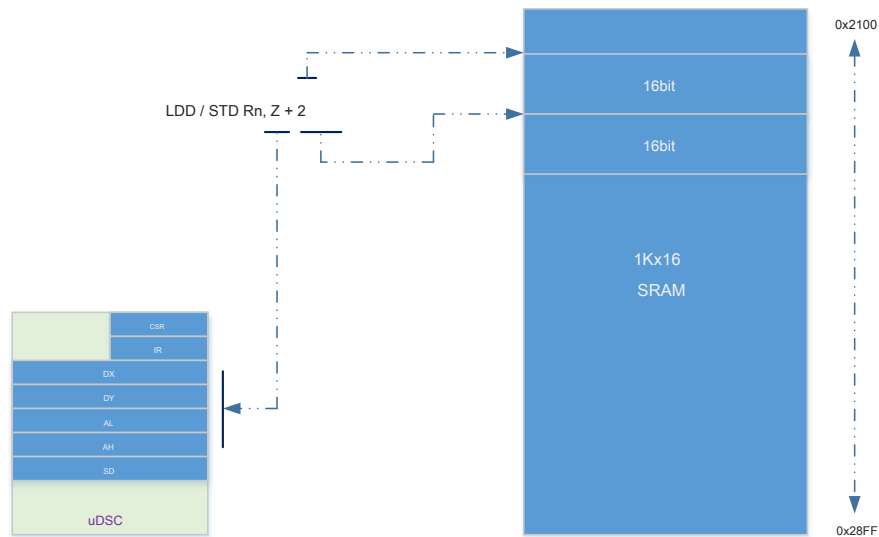 0x2100
16bit
LDD / STD Rn, Z + 2
16bit
1Kx16
SRAM
CSR
IR
DX
DY
AL
AH
SD
uDSC
0x28FF